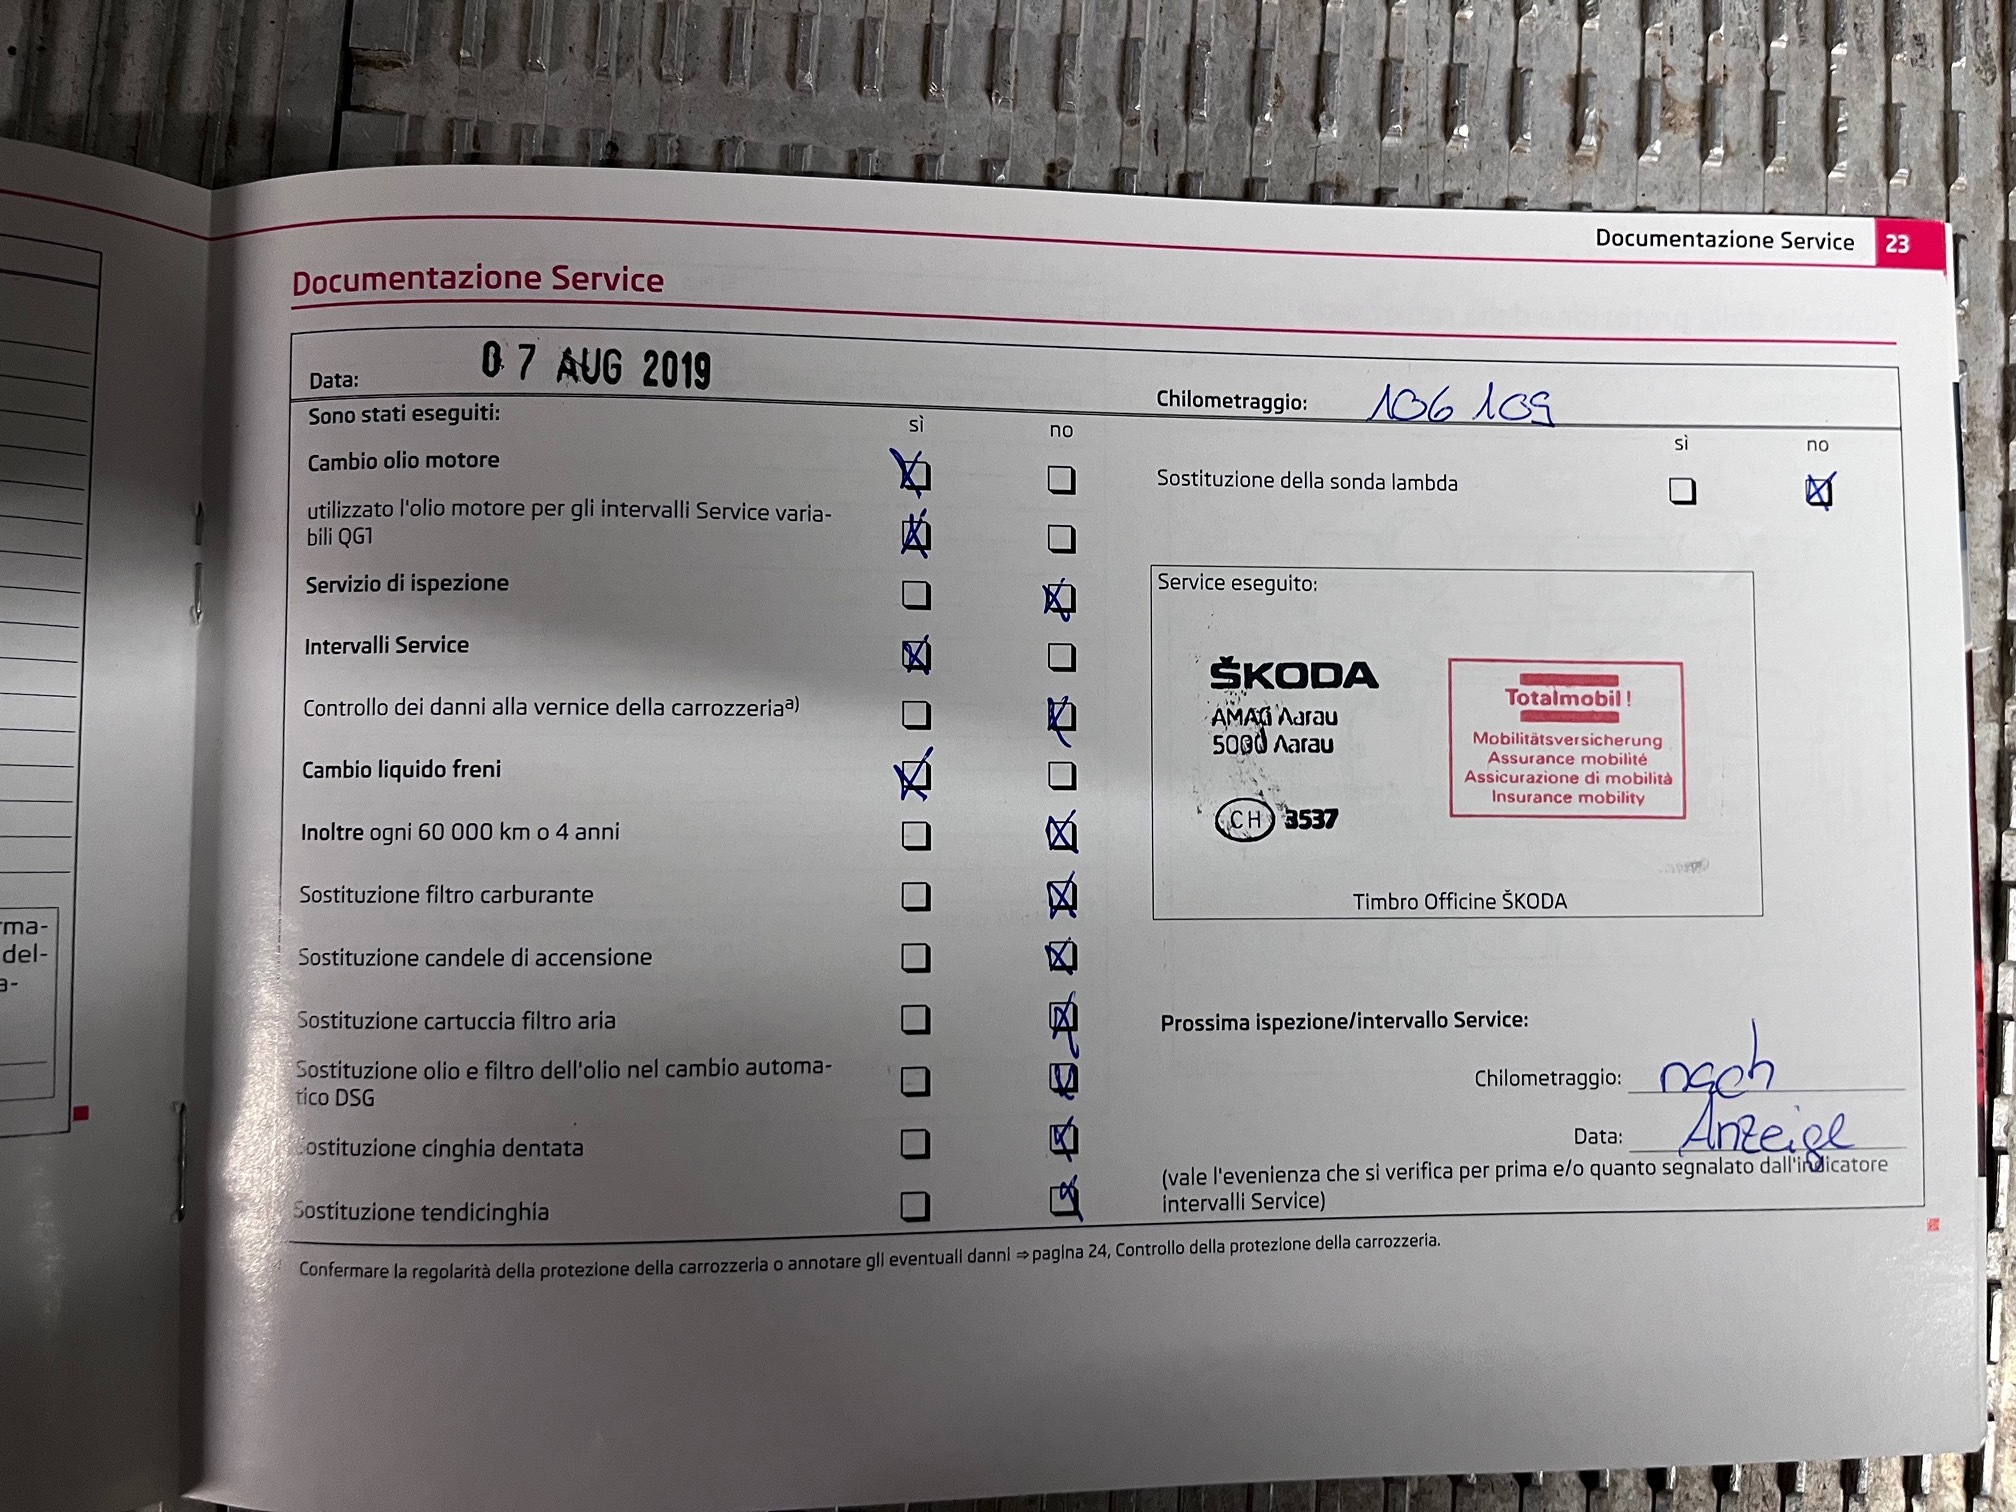 Documentazione Service 23
Documentazione Service
Data: 07 AUG 2019
Chilometraggio: 106 109
Sono stati eseguiti:
sì no
sì no
Cambio olio motore
Sostituzione della sonda lambda
utilizzato l'olio motore per gli intervalli Service varia-
bili QG1
Servizio di ispezione
Intervalli Service
Controllo dei danni alla vernice della carrozzeriaa)
Cambio liquido freni
Inoltre ogni 60 000 km o 4 anni
Sostituzione filtro carburante
Sostituzione candele di accensione
Sostituzione cartuccia filtro aria
Sostituzione olio e filtro dell'olio nel cambio automa-
tico DSG
Sostituzione cinghia dentata
Sostituzione tendicinghia
Service eseguito:
ŠKODA
AMAG Aarau
5000 Aarau
CH 3537
Totalmobil!
Mobilitätsversicherung
Assurance mobilité
Assicurazione di mobilità
Insurance mobility
Timbro Officine ŠKODA
Prossima ispezione/intervallo Service:
Chilometraggio: nach
Data: Anzeige
(vale l'evenienza che si verifica per prima e/o quanto segnalato dall'indicatore
intervalli Service)
Confermare la regolarità della protezione della carrozzeria o annotare gli eventuali danni ⇒ pagina 24, Controllo della protezione della carrozzeria.
ma-
del-
a-